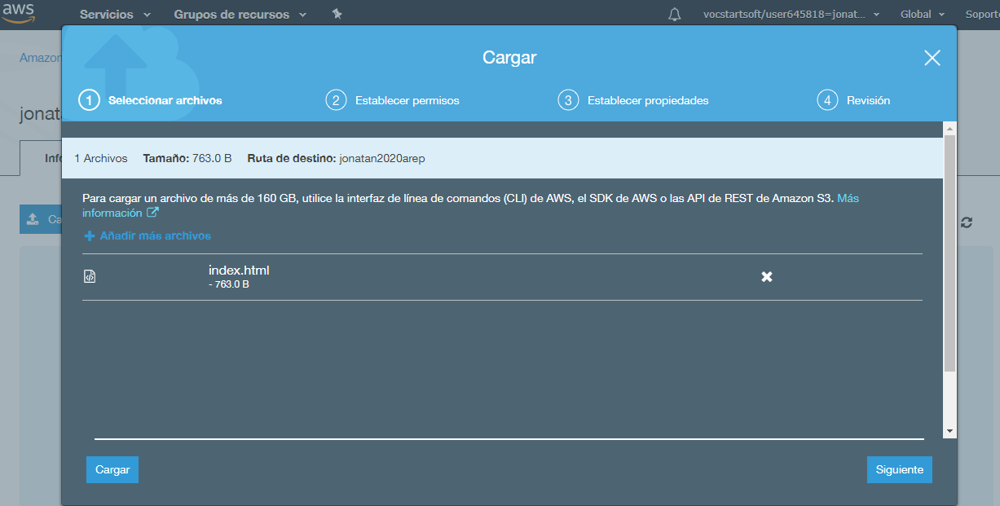 aws Servicios Grupos de recursos vocstartsoft/user645818=jonat... Global Soport
Amazon
Cargar
jonat
1 Seleccionar archivos 2 Establecer permisos 3 Establecer propiedades 4 Revisión
Info
1 Archivos Tamaño: 763.0 B Ruta de destino: jonatan2020arep
Para cargar un archivo de más de 160 GB, utilice la interfaz de línea de comandos (CLI) de AWS, el SDK de AWS o las API de REST de Amazon S3. Más
información
Ca
Añadir más archivos
index.html
- 763.0 B
Cargar Siguiente